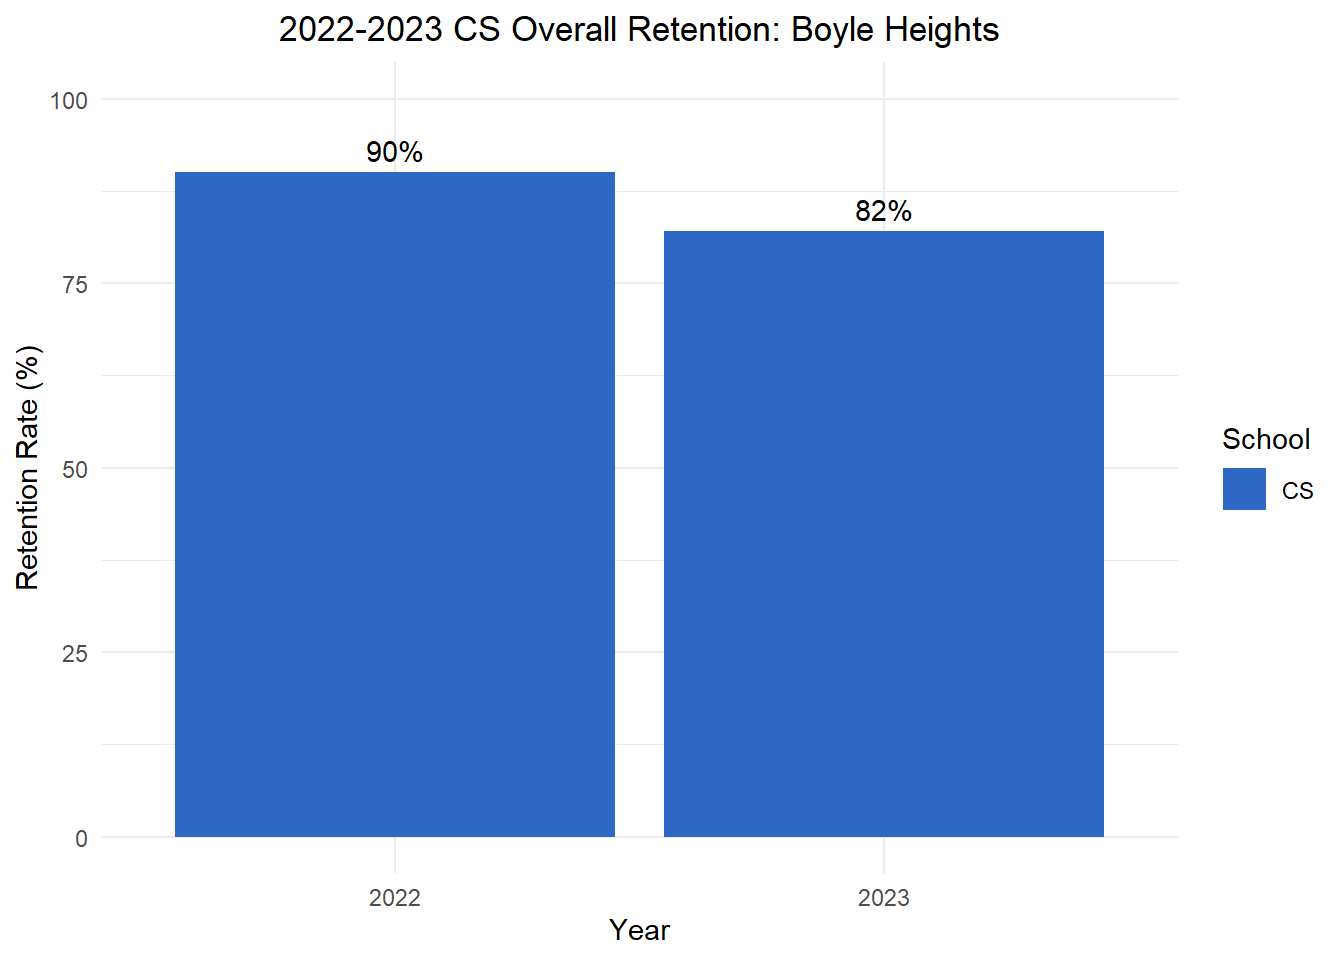 2022-2023 CS Overall Retention: Boyle Heights
100
75
50
25
0
Retention Rate (%)
90%
82%
2022
2023
Year
School
CS